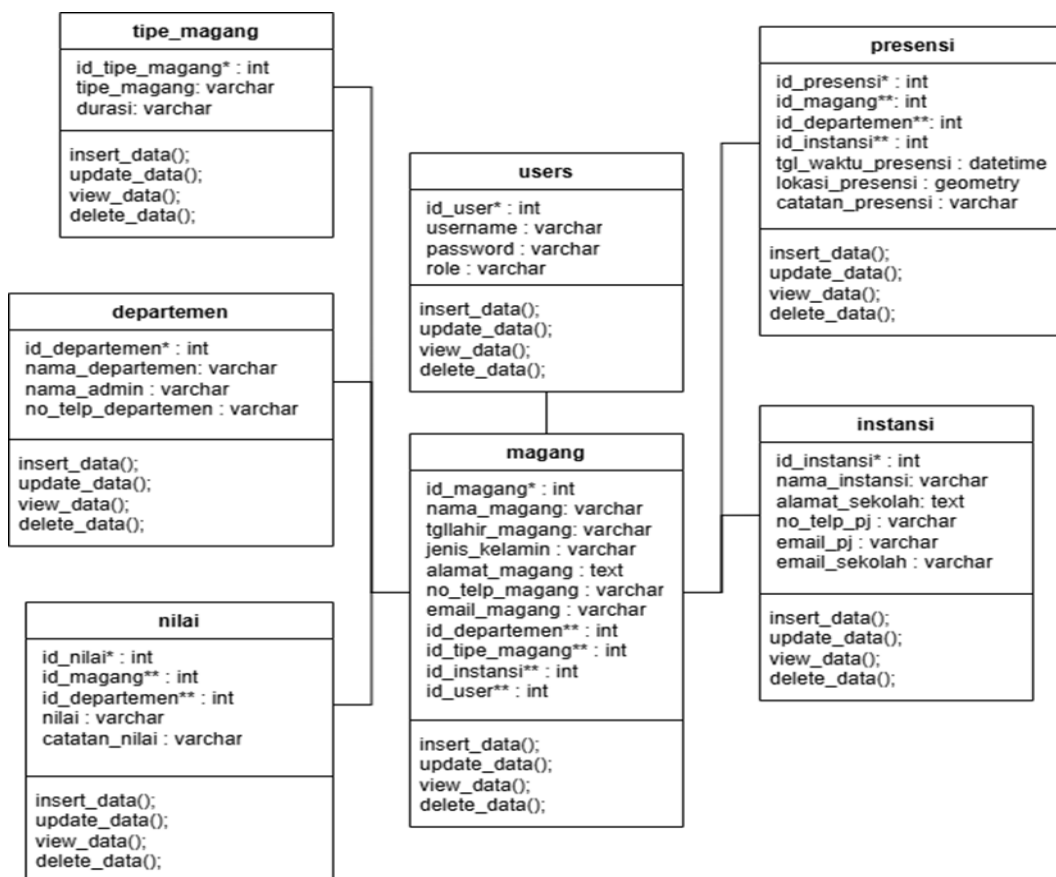 tipe_magang
id_tipe_magang* : int
tipe_magang: varchar
durasi: varchar
insert_data();
update_data();
view_data();
delete_data();
departemen
id_departemen* : int
nama_departemen: varchar
nama_admin : varchar
no_telp_departemen : varchar
insert_data();
update_data();
view_data();
delete_data();
nilai
id_nilai* : int
id_magang** : int
id_departemen** : int
nilai : varchar
catatan_nilai : varchar
insert_data();
update_data();
view_data();
delete_data();
users
id_user* : int
username : varchar
password : varchar
role : varchar
insert_data();
update_data();
view_data();
delete_data();
magang
id_magang* : int
nama_magang: varchar
tgllahir_magang: varchar
jenis_kelamin : varchar
alamat_magang : text
no_telp_magang : varchar
email_magang : varchar
id_departemen** : int
id_tipe_magang** : int
id_instansi** : int
id_user** : int
insert_data();
update_data();
view_data();
delete_data();
presensi
id_presensi* : int
id_magang**: int
id_departemen**: int
id_instansi** : int
tgl_waktu_presensi : datetime
lokasi_presensi : geometry
catatan_presensi : varchar
insert_data();
update_data();
view_data();
delete_data();
instansi
id_instansi* : int
nama_instansi: varchar
alamat_sekolah: text
no_telp_pj : varchar
email_pj : varchar
email_sekolah : varchar
insert_data();
update_data();
view_data();
delete_data();